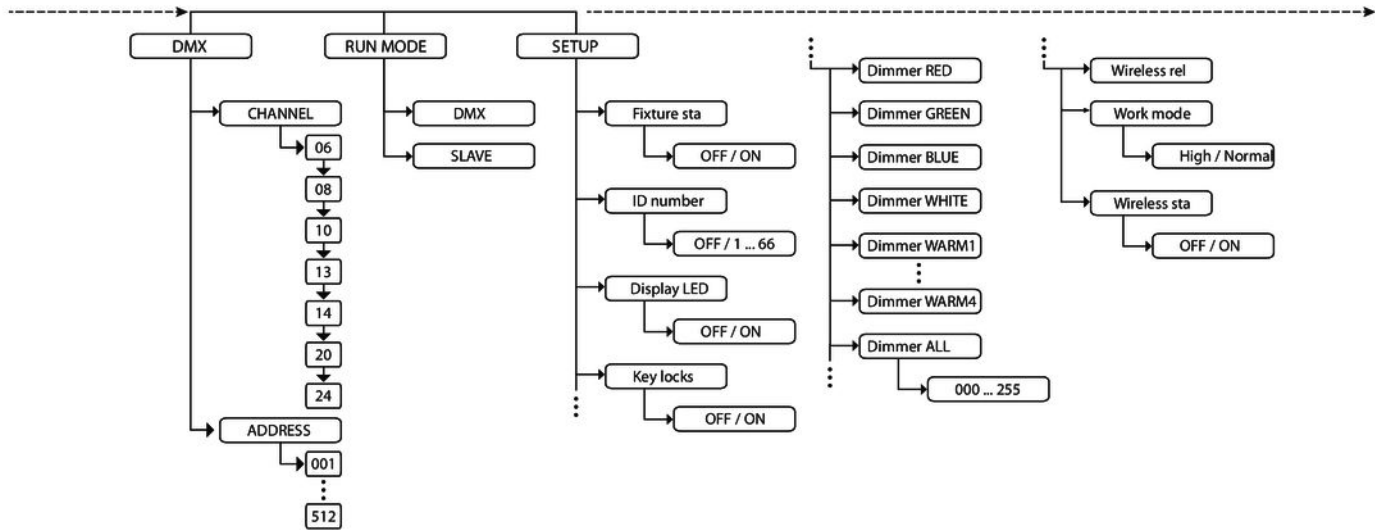 DMX
RUN MODE
SETUP
CHANNEL
06
08
10
13
14
20
24
ADDRESS
001
512
DMX
SLAVE
Fixture sta
OFF / ON
ID number
OFF / 1 ... 66
Display LED
OFF / ON
Key locks
OFF / ON
Dimmer RED
Dimmer GREEN
Dimmer BLUE
Dimmer WHITE
Dimmer WARM1
Dimmer WARM4
Dimmer ALL
000 ... 255
Wireless rel
Work mode
High / Normal
Wireless sta
OFF / ON